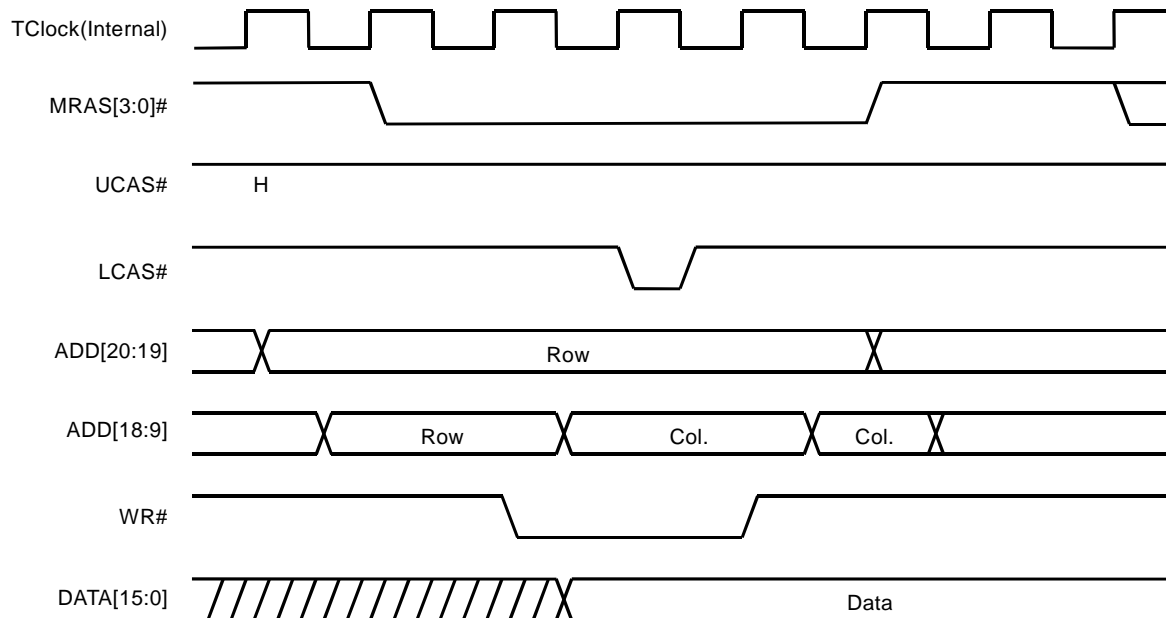 TClock(Internal)
MRAS[3:0]#
UCAS#
H
LCAS#
ADD[20:19]
Row
ADD[18:9]
Row
Col.
Col.
WR#
DATA[15:0]
Data